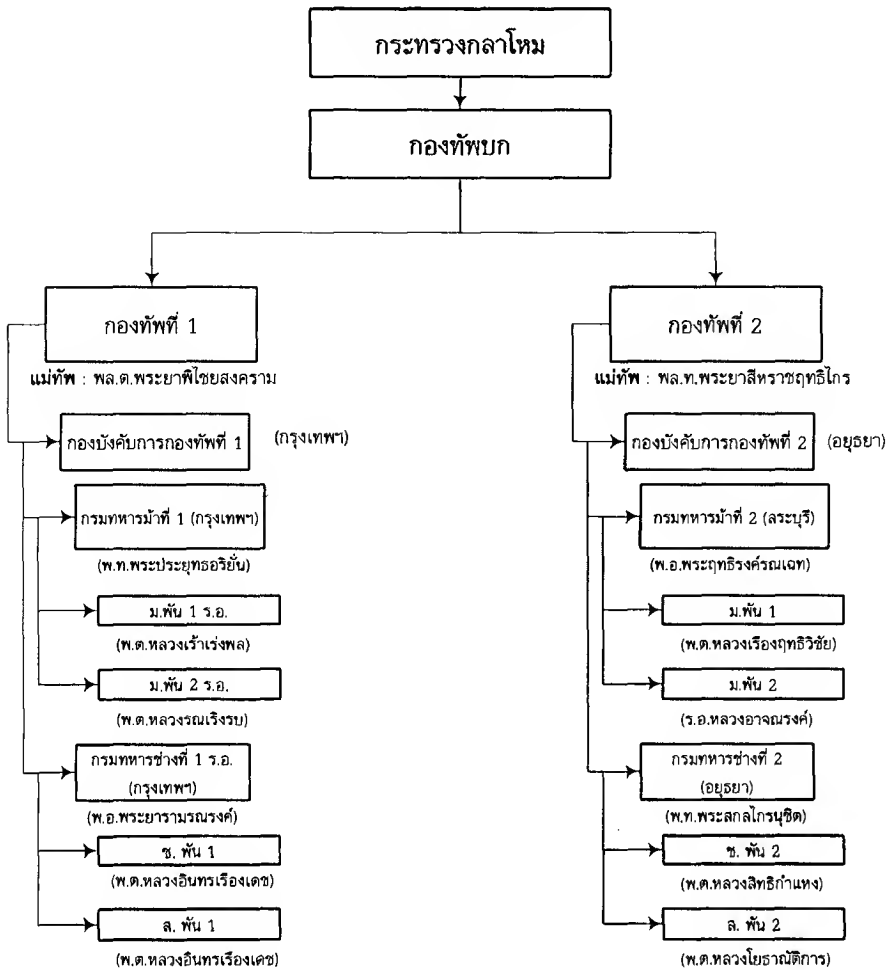 กระทรวงกลาโหม
กองทัพบก
กองทัพที่ 1
แม่ทัพ : พล.ต.พระยาพิไชยสงคราม
กองบังคับการกองทัพที่ 1
(กรุงเทพฯ)
กรมทหารม้าที่ 1 (กรุงเทพฯ)
(พ.ท.พระประยุทธอริยั่น)
ม.พัน 1 ร.อ.
(พ.ต.หลวงเร้าเร่งพล)
ม.พัน 2 ร.อ.
(พ.ต.หลวงรณเริงรบ)
กรมทหารช่างที่ 1 ร.อ.
(กรุงเทพฯ)
(พ.อ.พระยารามรณรงค์)
ช. พัน 1
(พ.ต.หลวงอินทรเรืองเดช)
ส. พัน 1
(พ.ต.หลวงอินทรเรืองเดช)
กองทัพที่ 2
แม่ทัพ : พล.ท.พระยาสีหราชฤทธิไกร
กองบังคับการกองทัพที่ 2
(อยุธยา)
กรมทหารม้าที่ 2 (สระบุรี)
(พ.อ.พระฤทธิรงค์รณเฉท)
ม.พัน 1
(พ.ต.หลวงเรืองฤทธิวิชัย)
ม.พัน 2
(ร.อ.หลวงอาจณรงค์)
กรมทหารช่างที่ 2
(อยุธยา)
(พ.ท.พระสกลไกรนุชิต)
ช. พัน 2
(พ.ต.หลวงสิทธิกำแหง)
ส. พัน 2
(พ.ต.หลวงโยธาณัติการ)